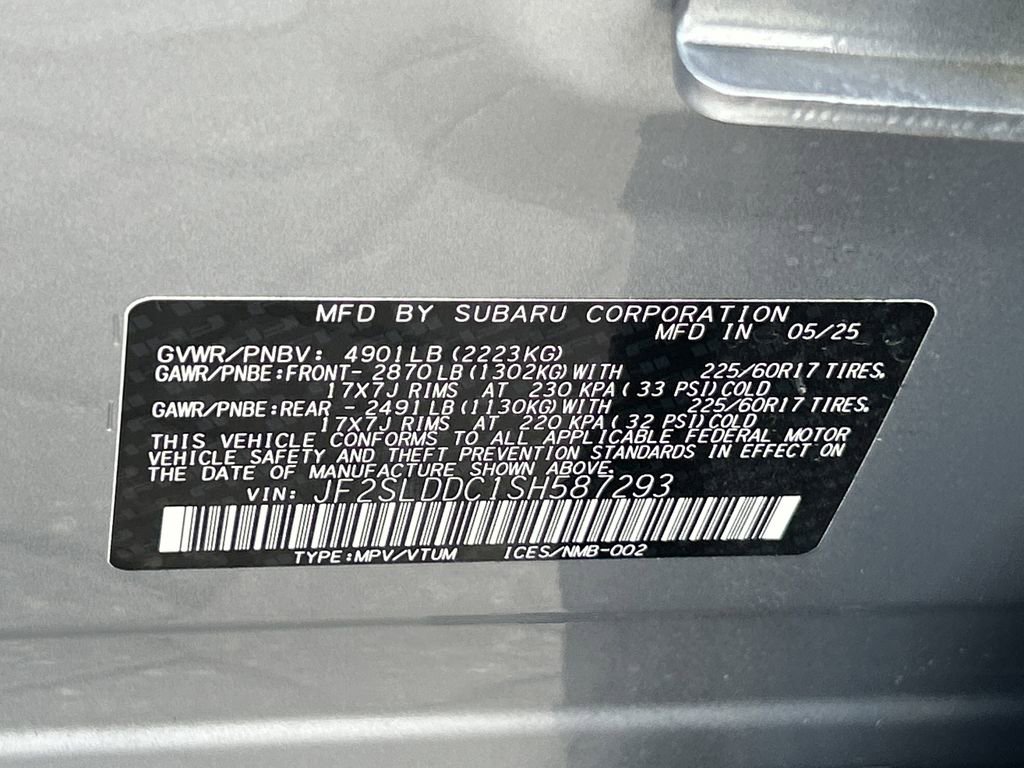 MFD BY SUBARU CORPORATION
MFD IN 05/25
GVWR/PNBV: 4901LB (2223KG)
GAWR/PNBE:FRONT- 2870LB(1302KG)WITH 225/60R17 TIRES,
17X7J RIMS AT 230 KPA( 33 PSI)COLD
GAWR/PNBE:REAR - 2491LB(1130KG)WITH 225/60R17 TIRES,
17X7J RIMS AT 220 KPA( 32 PSI)COLD
THIS VEHICLE CONFORMS TO ALL APPLICABLE FEDERAL MOTOR
VEHICLE SAFETY AND THEFT PREVENTION STANDARDS IN EFFECT ON
THE DATE OF MANUFACTURE SHOWN ABOVE.
VIN: JF2SLDDC1SH587293
TYPE:MPV/VTUM ICES/NMB-002